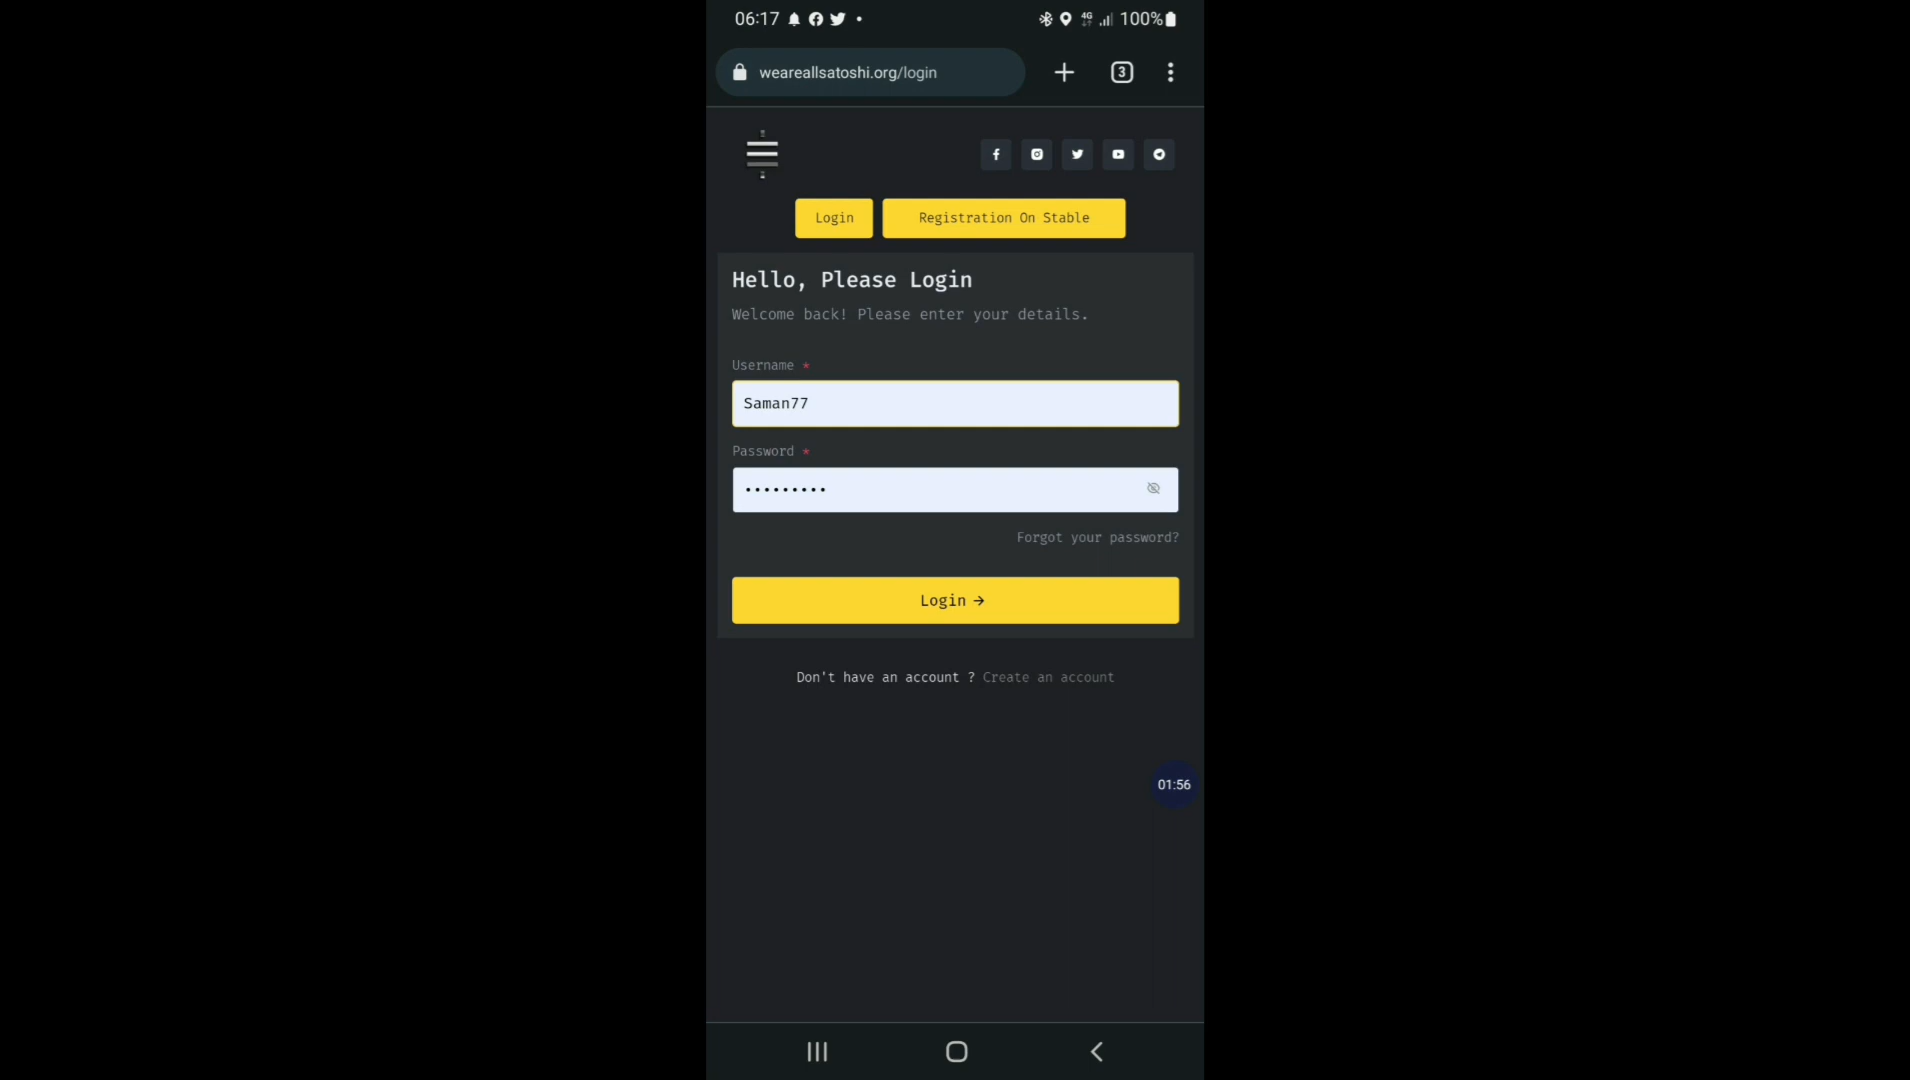 06:17 4G 100%
weareallsatoshi.org/login 3
Login Registration On Stable
Hello, Please Login
Welcome back! Please enter your details.
Username *
Saman77
Password *
•••••••••
Forgot your password?
Login →
Don't have an account ? Create an account
01:56